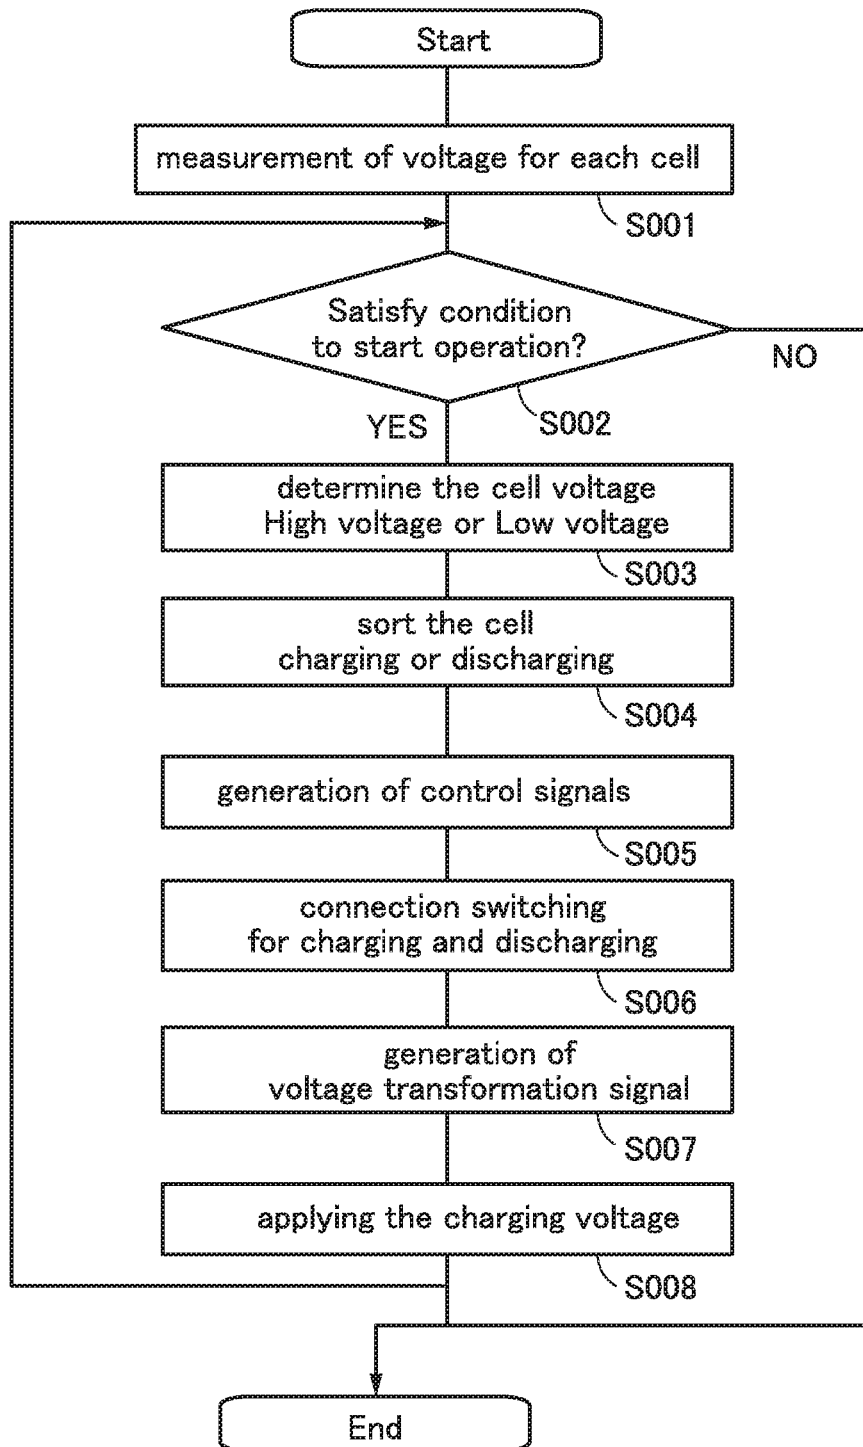 Start
measurement of voltage for each cell
S001
Satisfy condition
to start operation?
NO
S002
YES
determine the cell voltage
High voltage or Low voltage
S003
sort the cell
charging or discharging
S004
generation of control signals
S005
connection switching
for charging and discharging
S006
generation of
voltage transformation signal
S007
applying the charging voltage
S008
End